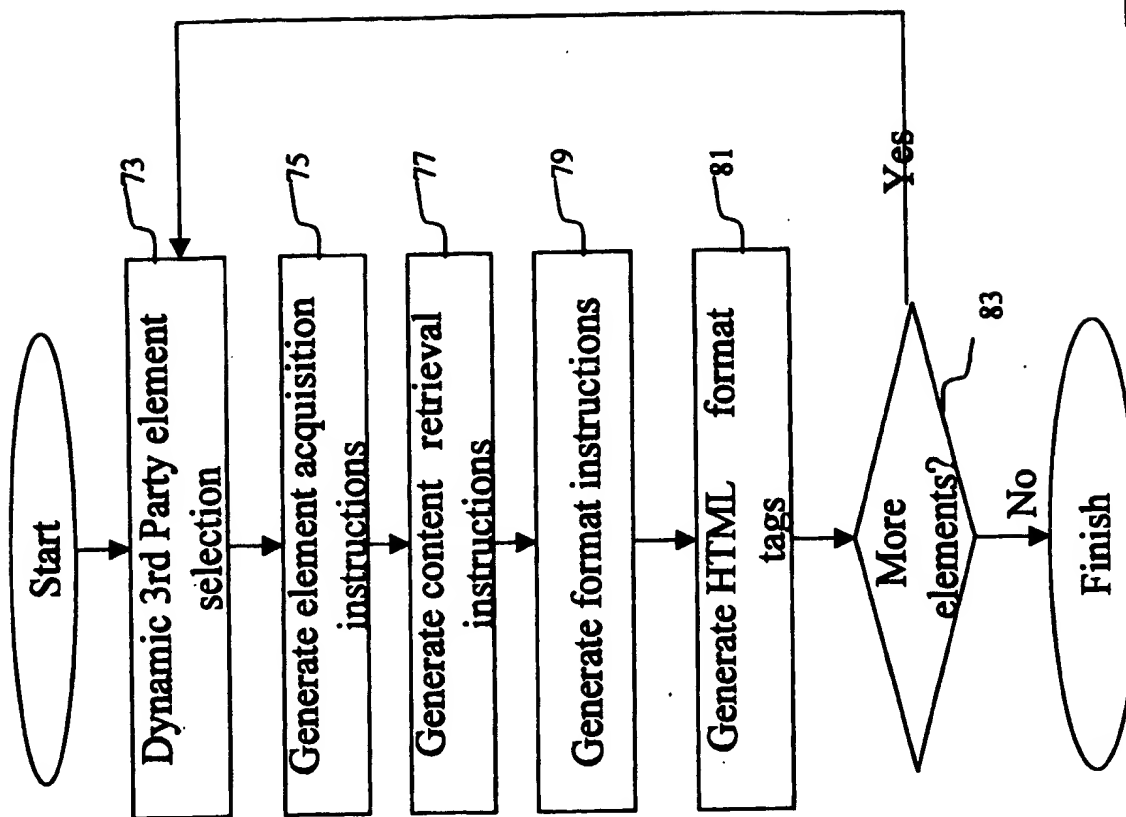 Start
73
Dynamic 3rd Party element
selection
75
Generate element acquisition
instructions
77
Generate content retrieval
instructions
79
Generate format instructions
81
Generate HTML format
tags
More
elements?
Yes
83
No
Finish